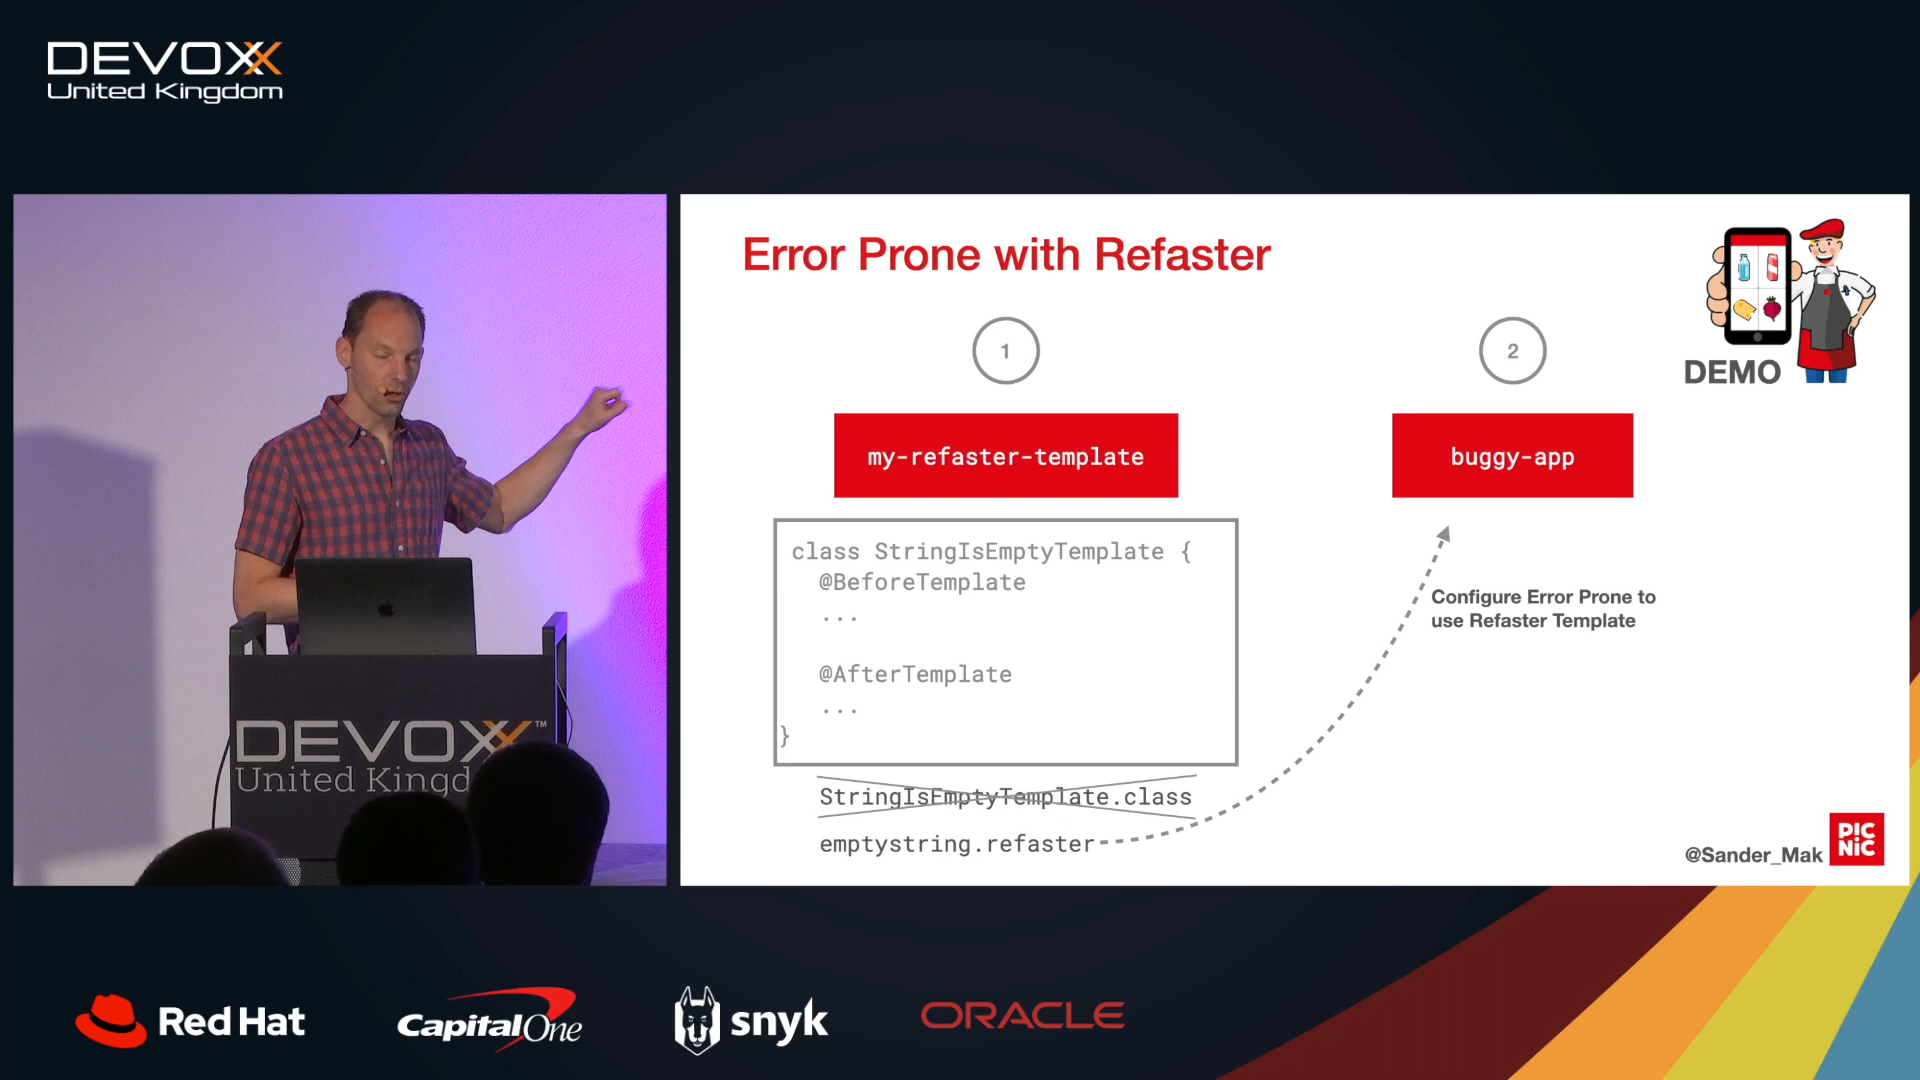 DEVOXX
United Kingdom
Error Prone with Refaster
1
2
DEMO
my-refaster-template
buggy-app
class StringIsEmptyTemplate {
@BeforeTemplate
...
@AfterTemplate
...
}
StringIsEmptyTemplate.class
emptystring.refaster
Configure Error Prone to
use Refaster Template
@Sander_Mak
PIC
NIC
DEVOXX™
United Kingd
Red Hat
Capital One
snyk
ORACLE